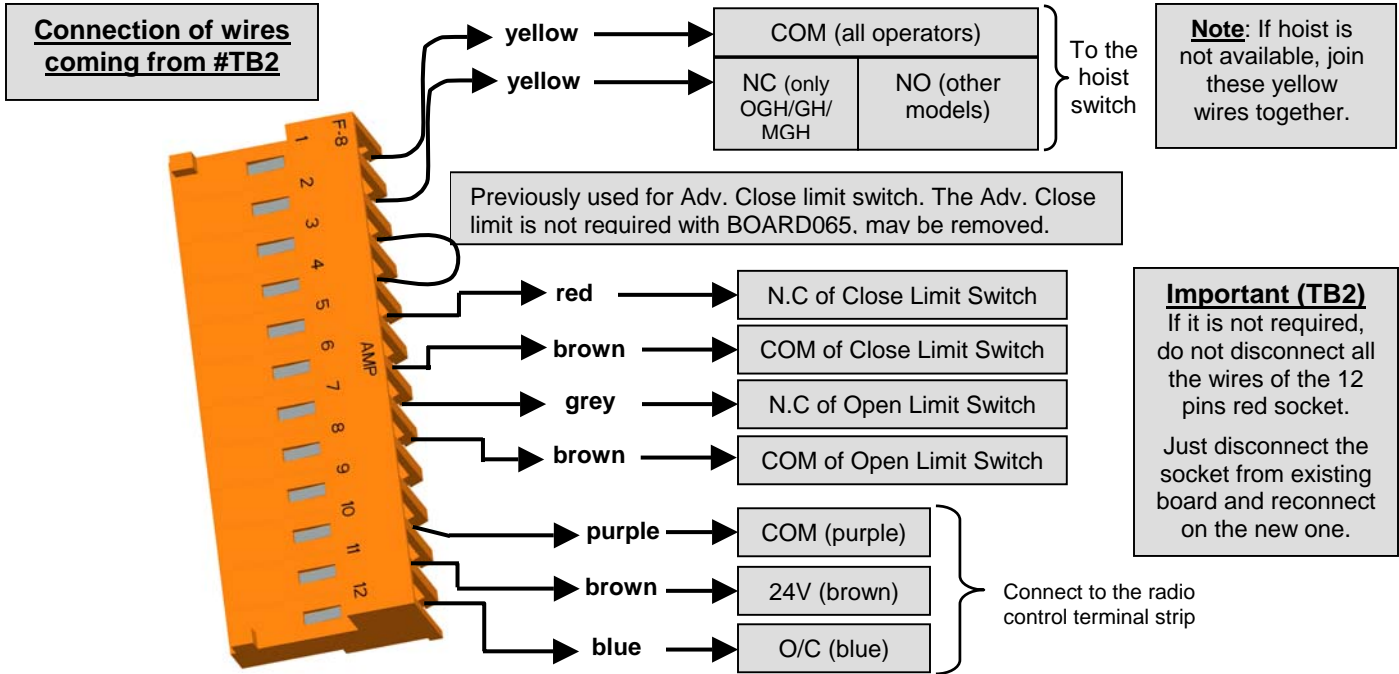 Connection of wires
coming from #TB2
yellow
COM (all operators)
yellow
NC (only
OGH/GH/
MGH
NO (other
models)
To the
hoist
switch
Note: If hoist is
not available, join
these yellow
wires together.
F-8
1
2
3
4
5
6
7
8
9
10
11
12
AMP
Previously used for Adv. Close limit switch. The Adv. Close
limit is not required with BOARD065, may be removed.
red
N.C of Close Limit Switch
brown
COM of Close Limit Switch
grey
N.C of Open Limit Switch
brown
COM of Open Limit Switch
Important (TB2)
If it is not required,
do not disconnect all
the wires of the 12
pins red socket.
Just disconnect the
socket from existing
board and reconnect
on the new one.
purple
COM (purple)
brown
24V (brown)
blue
O/C (blue)
Connect to the radio
control terminal strip